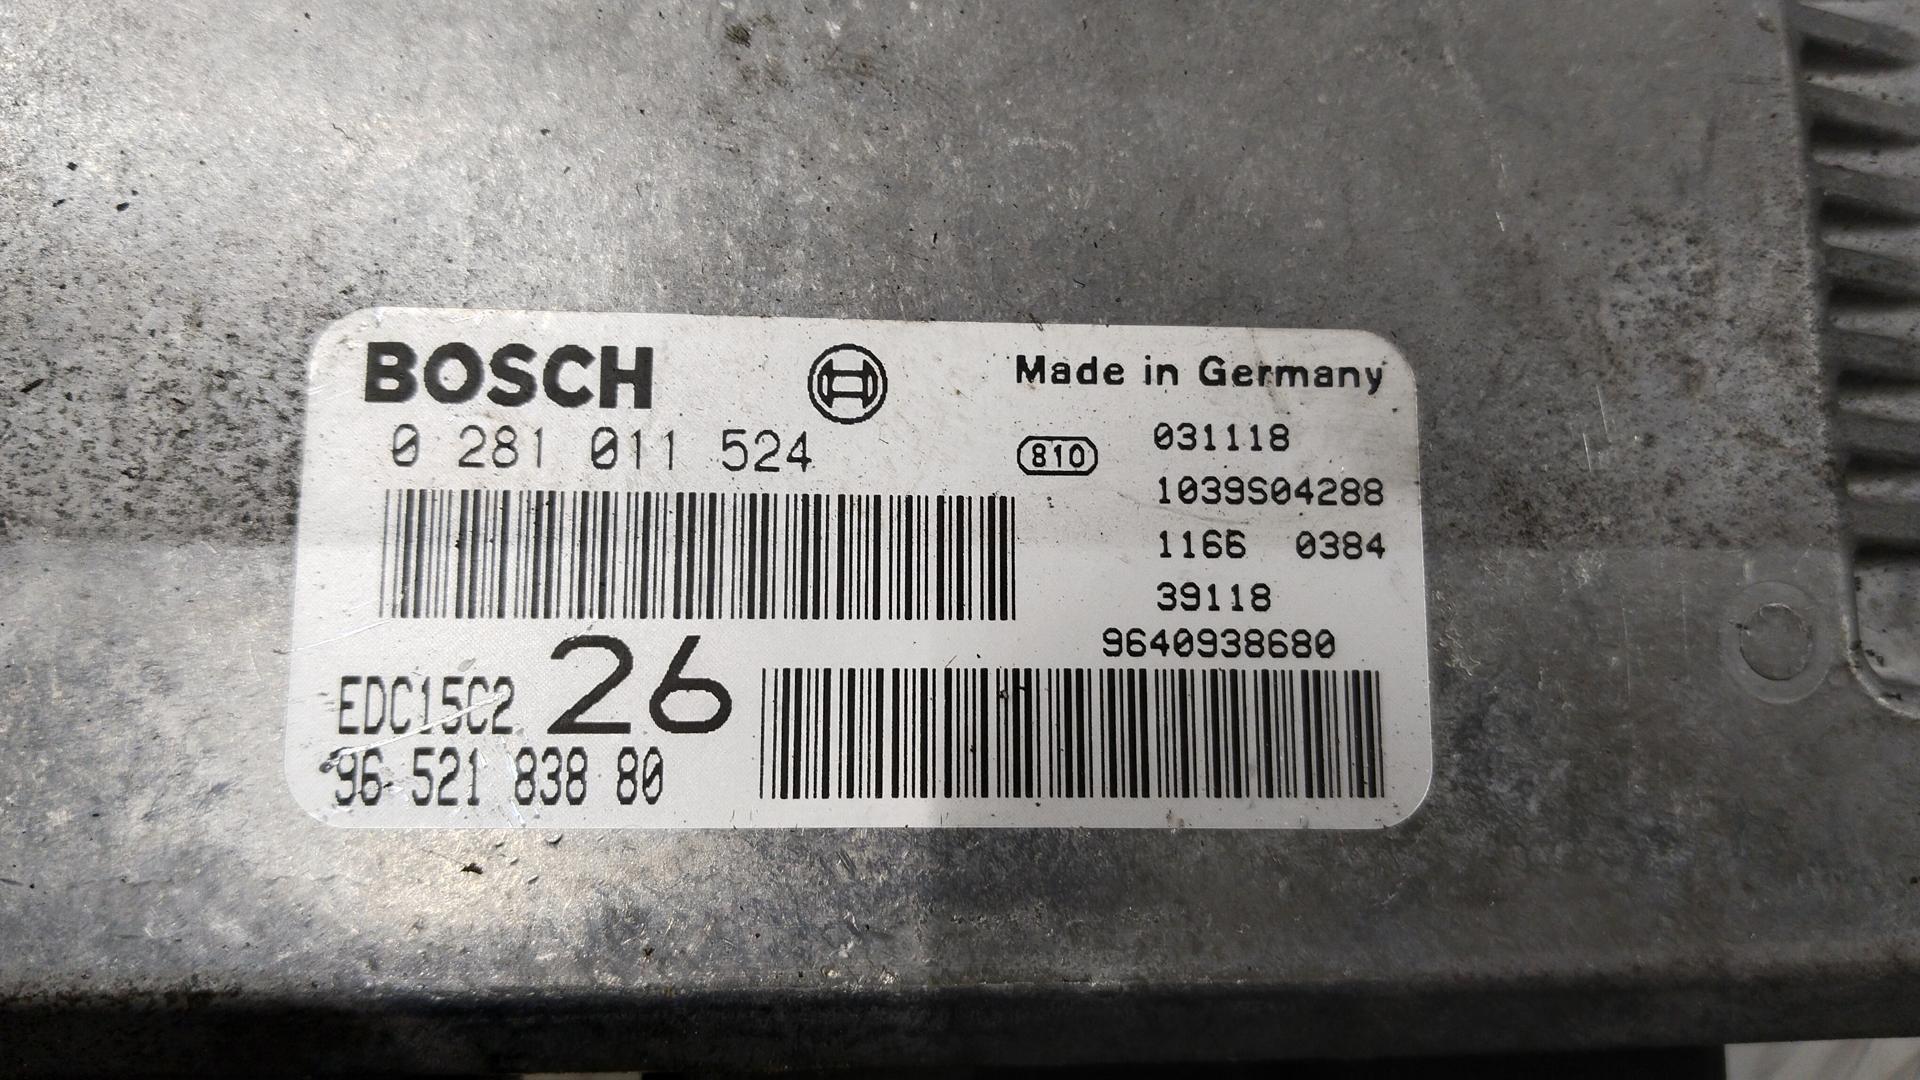 BOSCH
Made in Germany
0 281 011 524
810
031118
1039S04288
1166 0384
39118
9640938680
EDC15C2
26
96 521 838 80